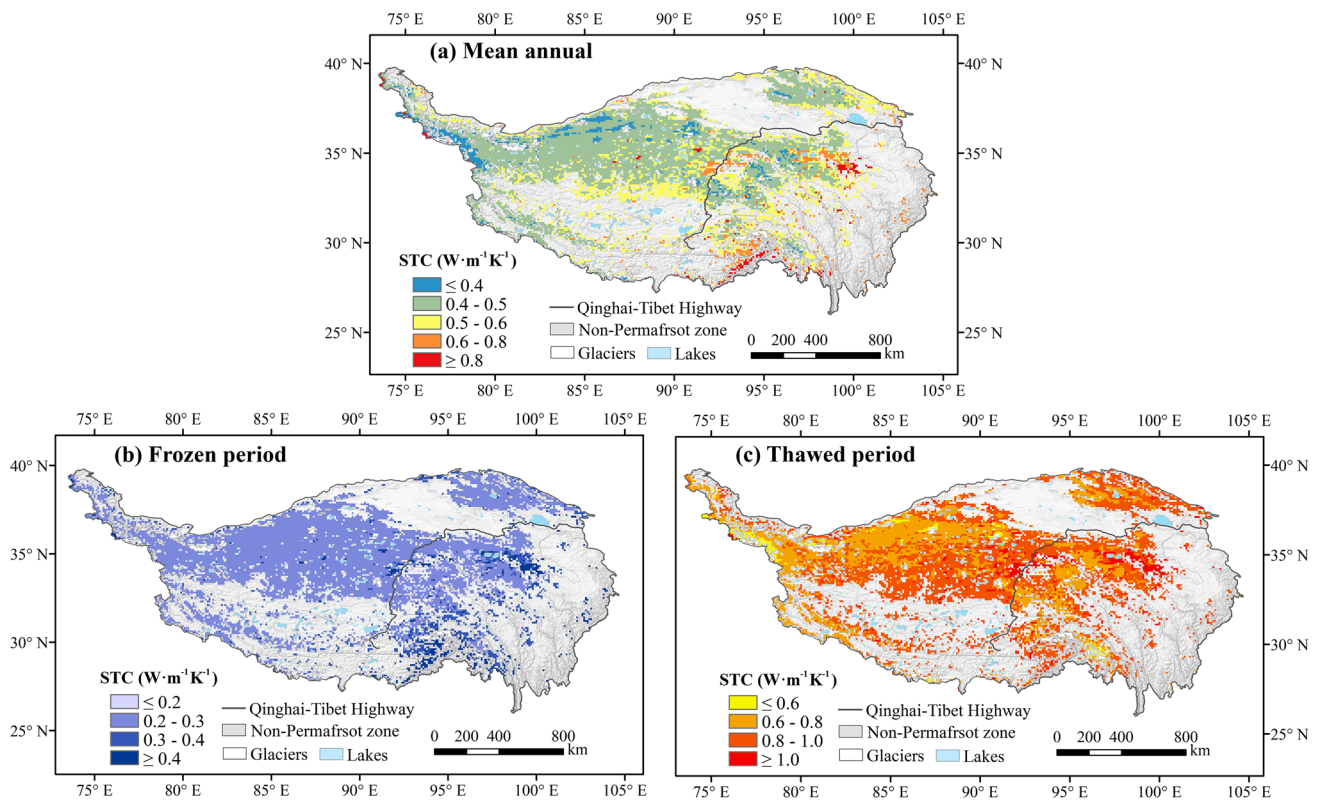 75° E 80° E 85° E 90° E 95° E 100° E 105° E
(a) Mean annual
40° N
35° N
30° N
25° N
STC (W·m⁻¹K⁻¹)
≤ 0.4
0.4 - 0.5
0.5 - 0.6
0.6 - 0.8
≥ 0.8
Qinghai-Tibet Highway
Non-Permafrsot zone
Glaciers Lakes
0 200 400 800
km
75° E 80° E 85° E 90° E 95° E 100° E 105° E
75° E 80° E 85° E 90° E 95° E 100° E 105° E
(b) Frozen period
40° N
35° N
30° N
25° N
STC (W·m⁻¹K⁻¹)
≤ 0.2
0.2 - 0.3
0.3 - 0.4
≥ 0.4
Qinghai-Tibet Highway
Non-Permafrsot zone
Glaciers Lakes
0 200 400 800
km
75° E 80° E 85° E 90° E 95° E 100° E 105° E
75° E 80° E 85° E 90° E 95° E 100° E 105° E
(c) Thawed period
40° N
35° N
30° N
25° N
STC (W·m⁻¹K⁻¹)
≤ 0.6
0.6 - 0.8
0.8 - 1.0
≥ 1.0
Qinghai-Tibet Highway
Non-Permafrsot zone
Glaciers Lakes
0 200 400 800
km
75° E 80° E 85° E 90° E 95° E 100° E 105° E